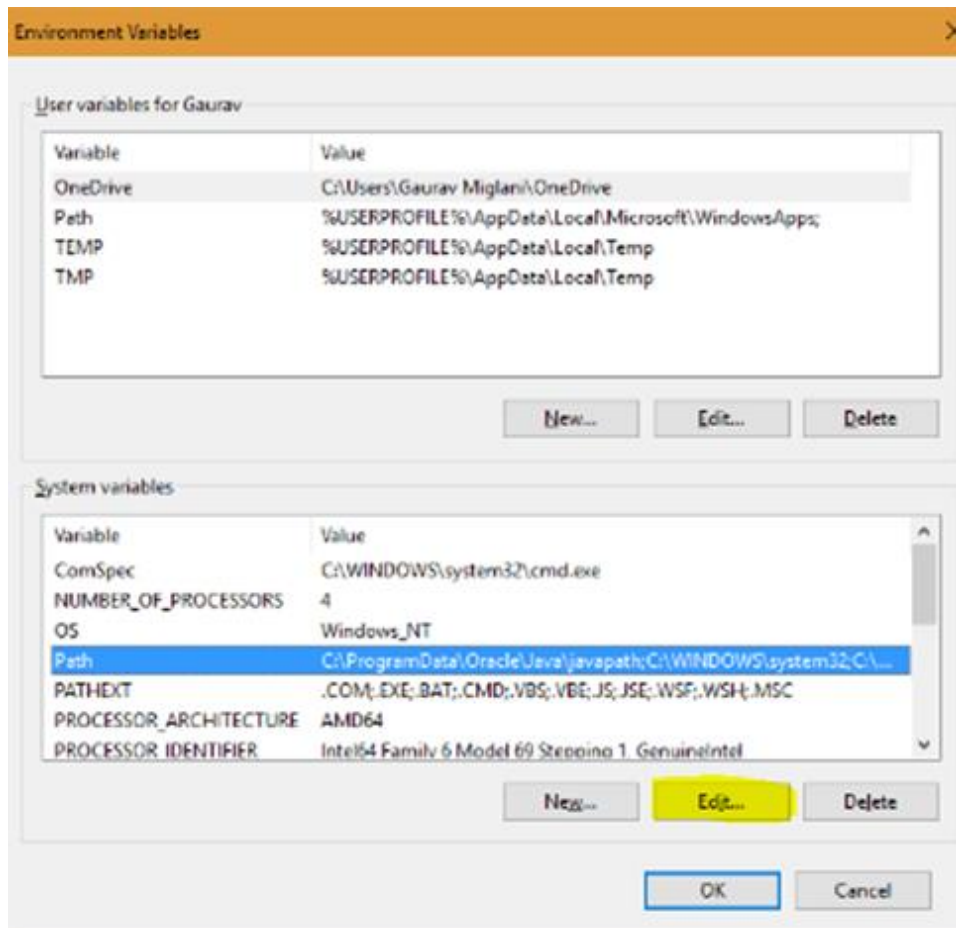 Environment Variables
User variables for Gaurav
Variable Value
OneDrive C:\Users\Gaurav Miglani\OneDrive
Path %USERPROFILE%\AppData\Local\Microsoft\WindowsApps;
TEMP %USERPROFILE%\AppData\Local\Temp
TMP %USERPROFILE%\AppData\Local\Temp
New... Edit... Delete
System variables
Variable Value
ComSpec C:\WINDOWS\system32\cmd.exe
NUMBER_OF_PROCESSORS 4
OS Windows_NT
Path C:\ProgramData\Oracle\Java\javapath;C:\WINDOWS\system32;C:\...
PATHEXT .COM;.EXE;.BAT;.CMD;.VBS;.VBE;.JS;.JSE;.WSF;.WSH;.MSC
PROCESSOR_ARCHITECTURE AMD64
PROCESSOR_IDENTIFIER Intel64 Family 6 Model 69 Stepping 1, GenuineIntel
New... Edit... Delete
OK Cancel